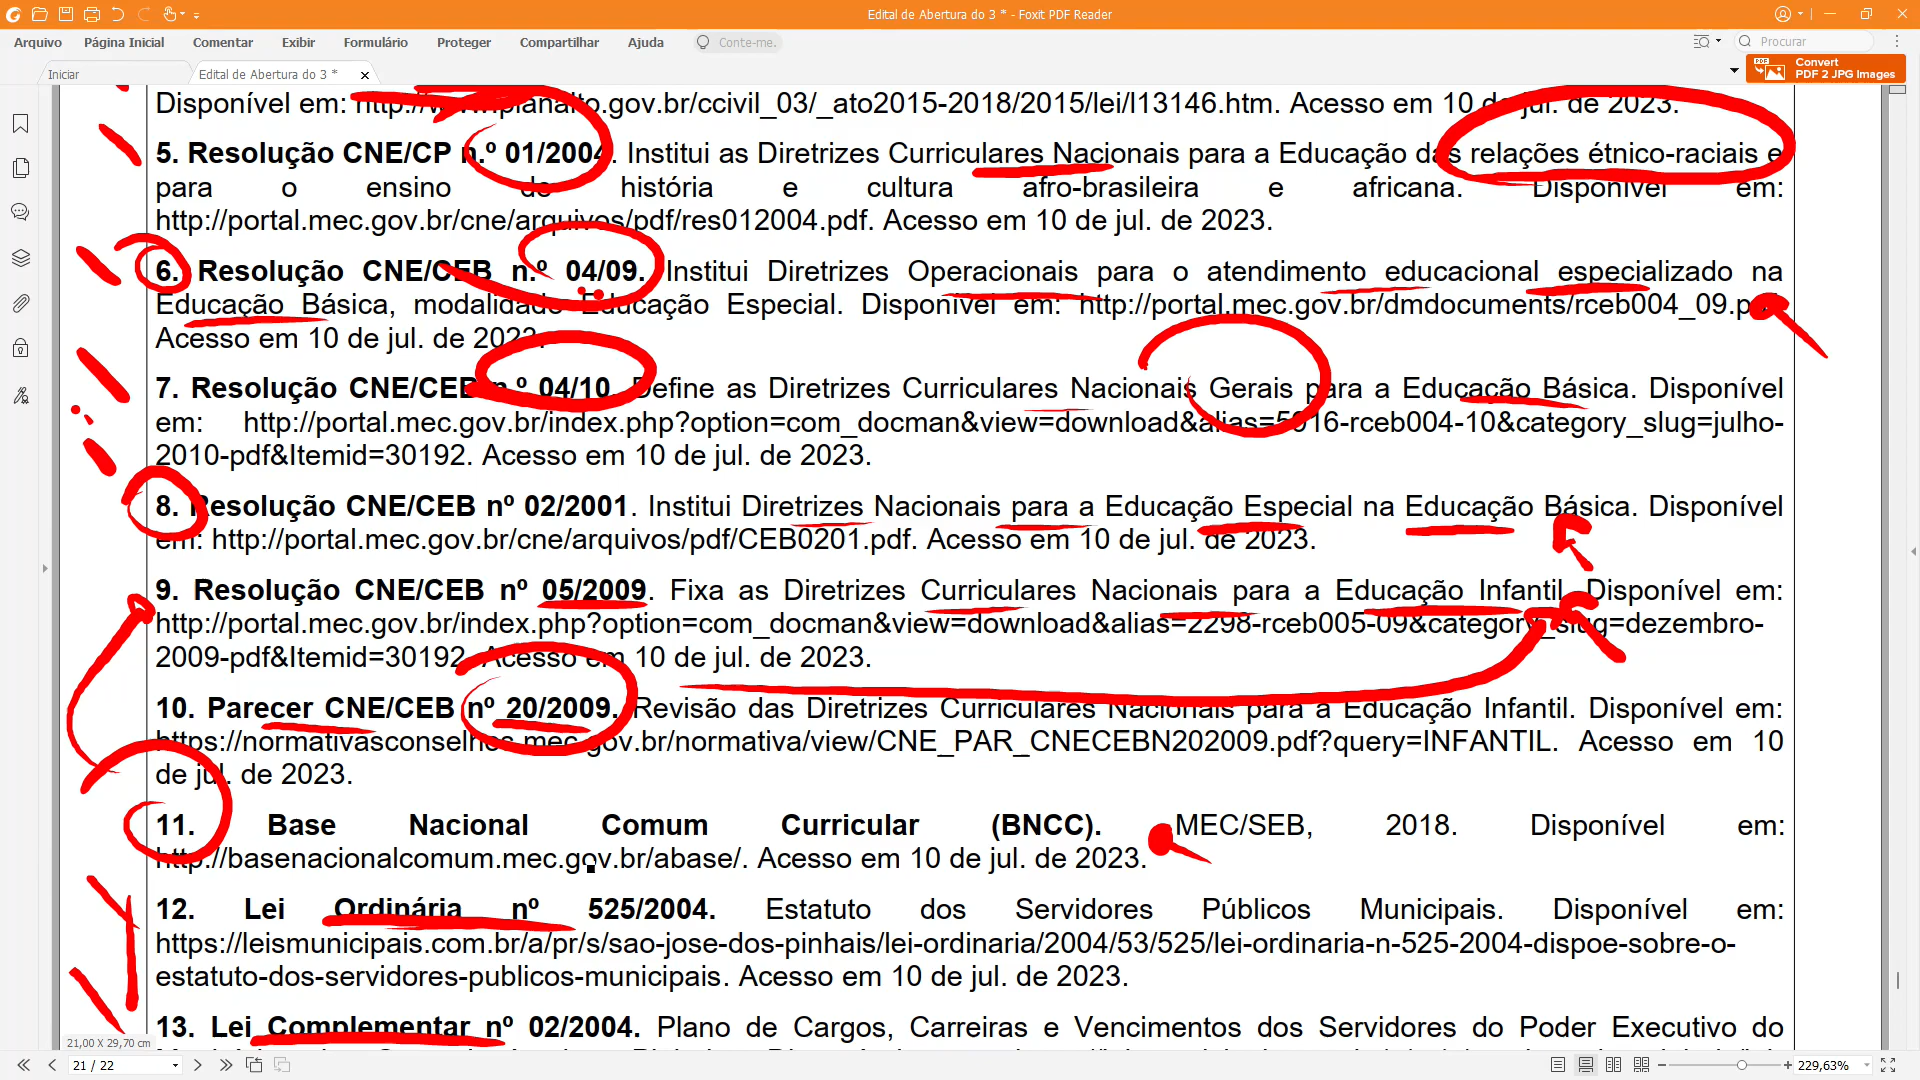 Edital de Abertura do 3 * - Foxit PDF Reader
Arquivo Página Inicial Comentar Exibir Formulário Proteger Compartilhar Ajuda Conte-me. Procurar
Iniciar Edital de Abertura do 3 *
Convert
PDF 2 JPG Images
Disponível em: http://www.planalto.gov.br/ccivil_03/_ato2015-2018/2015/lei/l13146.htm. Acesso em 10 de jul. de 2023.
5. Resolução CNE/CP n.º 01/2004. Institui as Diretrizes Curriculares Nacionais para a Educação das relações étnico-raciais e
para o ensino de história e cultura afro-brasileira e africana. Disponível em:
http://portal.mec.gov.br/cne/arquivos/pdf/res012004.pdf. Acesso em 10 de jul. de 2023.
6. Resolução CNE/CEB n.º 04/09. Institui Diretrizes Operacionais para o atendimento educacional especializado na
Educação Básica, modalidade Educação Especial. Disponível em: http://portal.mec.gov.br/dmdocuments/rceb004_09.pdf.
Acesso em 10 de jul. de 2023.
7. Resolução CNE/CEB n.º 04/10. Define as Diretrizes Curriculares Nacionais Gerais para a Educação Básica. Disponível
em: http://portal.mec.gov.br/index.php?option=com_docman&view=download&alias=5916-rceb004-10&category_slug=julho-
2010-pdf&Itemid=30192. Acesso em 10 de jul. de 2023.
8. Resolução CNE/CEB nº 02/2001. Institui Diretrizes Nacionais para a Educação Especial na Educação Básica. Disponível
em: http://portal.mec.gov.br/cne/arquivos/pdf/CEB0201.pdf. Acesso em 10 de jul. de 2023.
9. Resolução CNE/CEB nº 05/2009. Fixa as Diretrizes Curriculares Nacionais para a Educação Infantil. Disponível em:
http://portal.mec.gov.br/index.php?option=com_docman&view=download&alias=2298-rceb005-09&category_slug=dezembro-
2009-pdf&Itemid=30192. Acesso em 10 de jul. de 2023.
10. Parecer CNE/CEB nº 20/2009. Revisão das Diretrizes Curriculares Nacionais para a Educação Infantil. Disponível em:
https://normativasconselhos.mec.gov.br/normativa/view/CNE_PAR_CNECEBN202009.pdf?query=INFANTIL. Acesso em 10
de jul. de 2023.
11. Base Nacional Comum Curricular (BNCC). MEC/SEB, 2018. Disponível em:
http://basenacionalcomum.mec.gov.br/abase/. Acesso em 10 de jul. de 2023.
12. Lei Ordinária nº 525/2004. Estatuto dos Servidores Públicos Municipais. Disponível em:
https://leismunicipais.com.br/a/pr/s/sao-jose-dos-pinhais/lei-ordinaria/2004/53/525/lei-ordinaria-n-525-2004-dispoe-sobre-o-
estatuto-dos-servidores-publicos-municipais. Acesso em 10 de jul. de 2023.
13. Lei Complementar nº 02/2004. Plano de Cargos, Carreiras e Vencimentos dos Servidores do Poder Executivo do
21,00 X 29,70 cm
21 / 22 229,63%